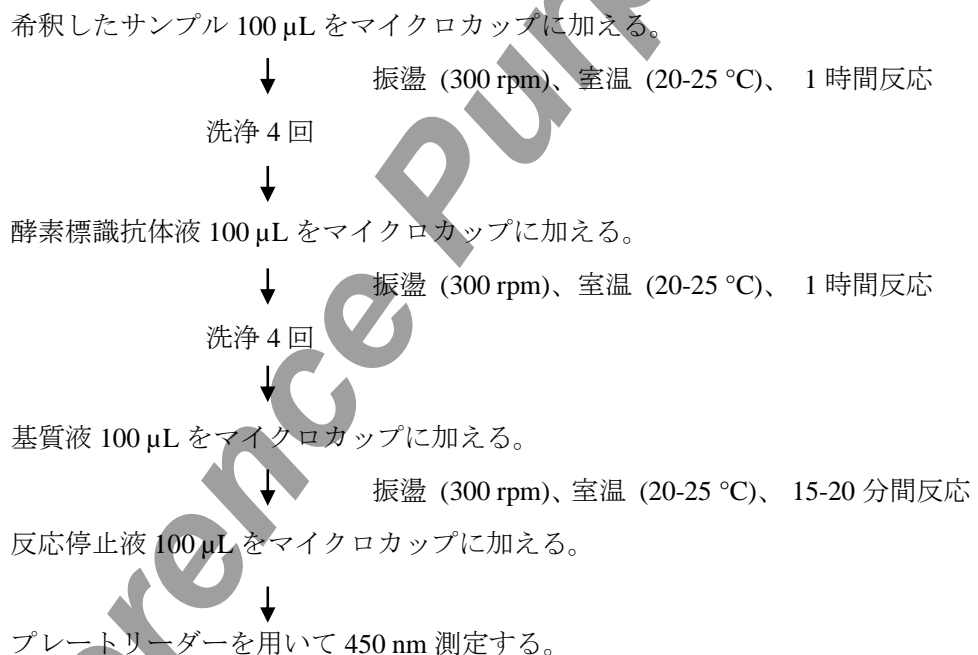 希釈したサンプル 100 µL をマイクロカップに加える。
振盪 (300 rpm)、室温 (20-25 °C)、 1 時間反応
洗浄 4 回
酵素標識抗体液 100 µL をマイクロカップに加える。
振盪 (300 rpm)、室温 (20-25 °C)、 1 時間反応
洗浄 4 回
基質液 100 µL をマイクロカップに加える。
振盪 (300 rpm)、室温 (20-25 °C)、 15-20 分間反応
反応停止液 100 µL をマイクロカップに加える。
プレートリーダーを用いて 450 nm 測定する。
rence Purp